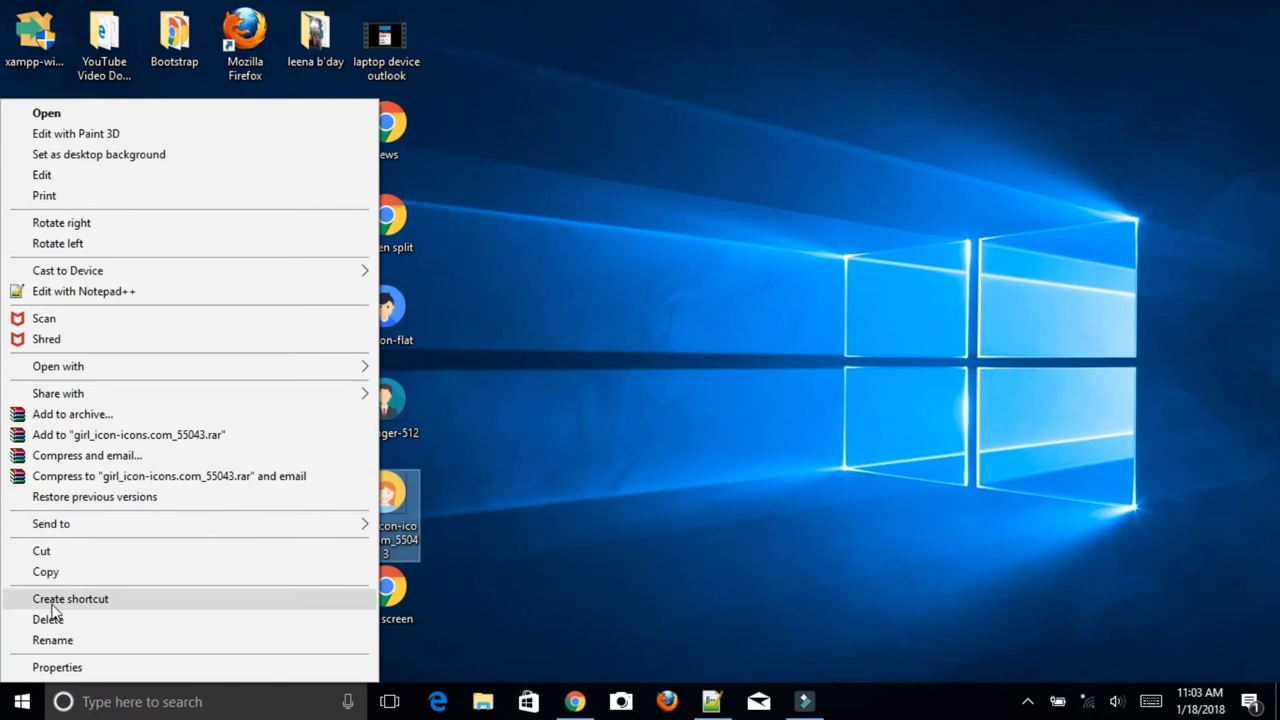 xampp-wi...
YouTube
Video Do...
Bootstrap
Mozilla
Firefox
leena b'day
laptop device
outlook
Open
Edit with Paint 3D
Set as desktop background
Edit
Print
Rotate right
Rotate left
Cast to Device
Edit with Notepad++
Scan
Shred
Open with
Share with
Add to archive...
Add to "girl_icon-icons.com_55043.rar"
Compress and email...
Compress to "girl_icon-icons.com_55043.rar" and email
Restore previous versions
Send to
Cut
Copy
Create shortcut
Delete
Rename
Properties
ews
en split
on-flat
ger-512
con-ico
m_5504
3
screen
Type here to search
11:03 AM
1/18/2018
1